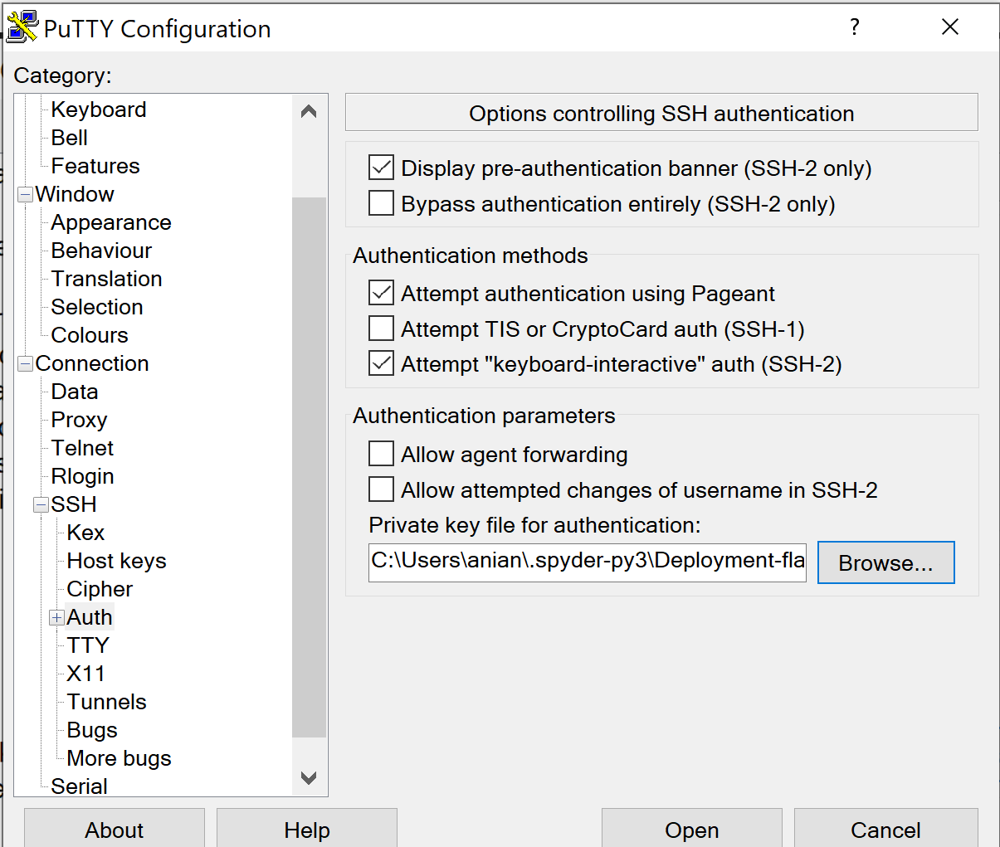 PuTTY Configuration
?
Category:
Keyboard
Bell
Features
Window
Appearance
Behaviour
Translation
Selection
Colours
Connection
Data
Proxy
Telnet
Rlogin
SSH
Kex
Host keys
Cipher
Auth
TTY
X11
Tunnels
Bugs
More bugs
Serial
Options controlling SSH authentication
Display pre-authentication banner (SSH-2 only)
Bypass authentication entirely (SSH-2 only)
Authentication methods
Attempt authentication using Pageant
Attempt TIS or CryptoCard auth (SSH-1)
Attempt "keyboard-interactive" auth (SSH-2)
Authentication parameters
Allow agent forwarding
Allow attempted changes of username in SSH-2
Private key file for authentication:
C:\Users\anian\.spyder-py3\Deployment-fla
Browse...
About
Help
Open
Cancel